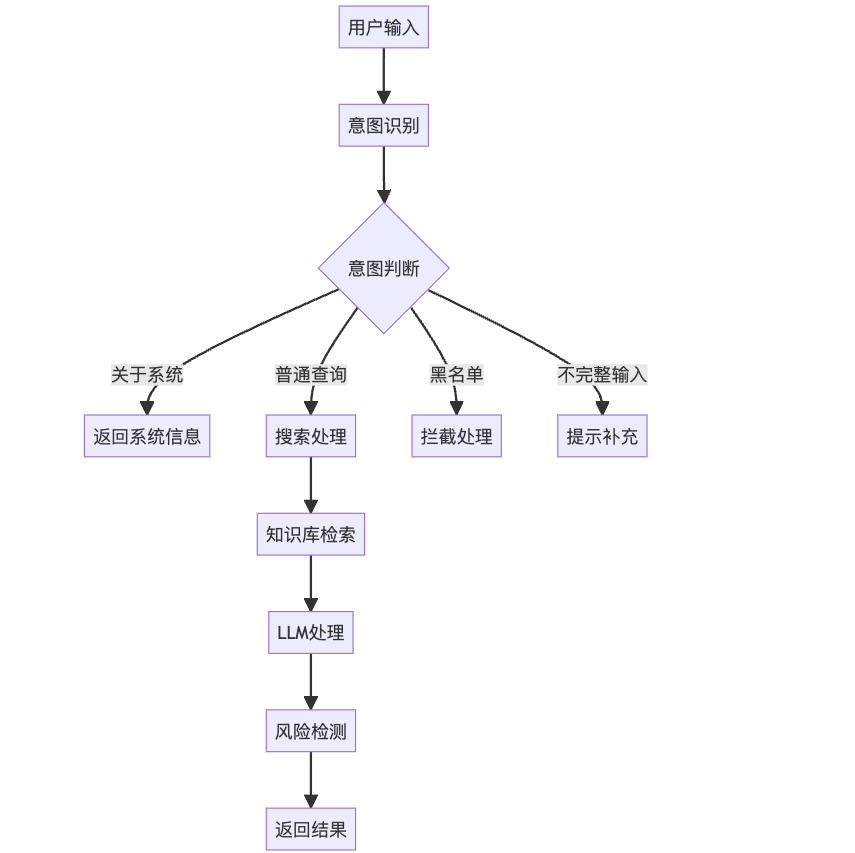 用户输入
意图识别
意图判断
关于系统
普通查询
黑名单
不完整输入
返回系统信息
搜索处理
拦截处理
提示补充
知识库检索
LLM处理
风险检测
返回结果